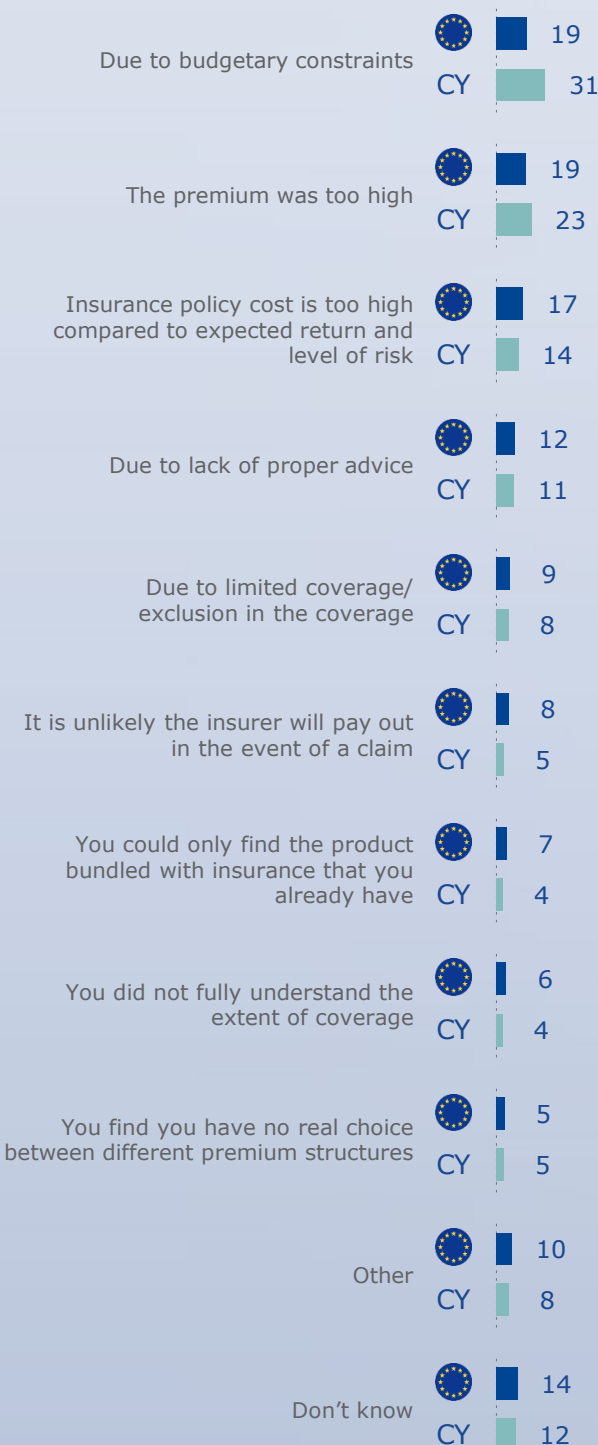 19
Due to budgetary constraints
CY 31
19
The premium was too high
CY 23
Insurance policy cost is too high
17
compared to expected return and
level of risk
CY 14
12
Due to lack of proper advice
CY 11
9
Due to limited coverage/
exclusion in the coverage
CY 8
8
It is unlikely the insurer will pay out
in the event of a claim
CY 5
You could only find the product
7
bundled with insurance that you
already have
CY 4
6
You did not fully understand the
extent of coverage
CY 4
5
You find you have no real choice
between different premium structures
CY 5
10
Other
CY 8
14
Don’t know
CY 12